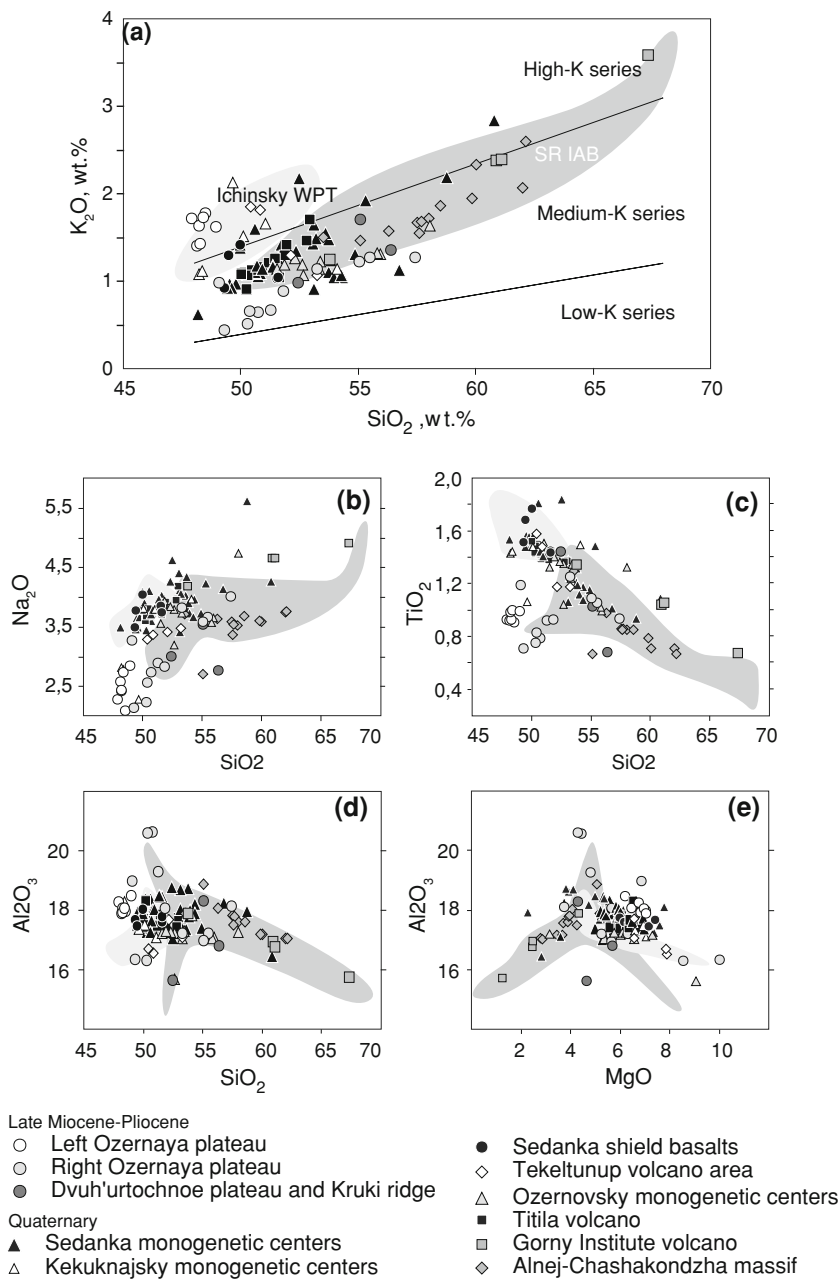 (a)
4
3
2
1
0
K2O, wt.%
High-K series
SR IAB
Ichinsky WPT
Medium-K series
Low-K series
45 50 55 60 65 70
SiO2 ,wt.%
(b)
5,5
4,5
3,5
2,5
Na2O
45 50 55 60 65 70
SiO2
(c)
2,0
1,6
1,2
0,8
0,4
TiO2
45 50 55 60 65 70
SiO2
(d)
20
18
16
Al2O3
45 50 55 60 65 70
SiO2
(e)
20
18
16
Al2O3
2 4 6 8 10
MgO
Late Miocene-Pliocene
Left Ozernaya plateau
Right Ozernaya plateau
Dvuh'urtochnoe plateau and Kruki ridge
Quaternary
Sedanka monogenetic centers
Kekuknajsky monogenetic centers
Sedanka shield basalts
Tekeltunup volcano area
Ozernovsky monogenetic centers
Titila volcano
Gorny Institute volcano
Alnej-Chashakondzha massif